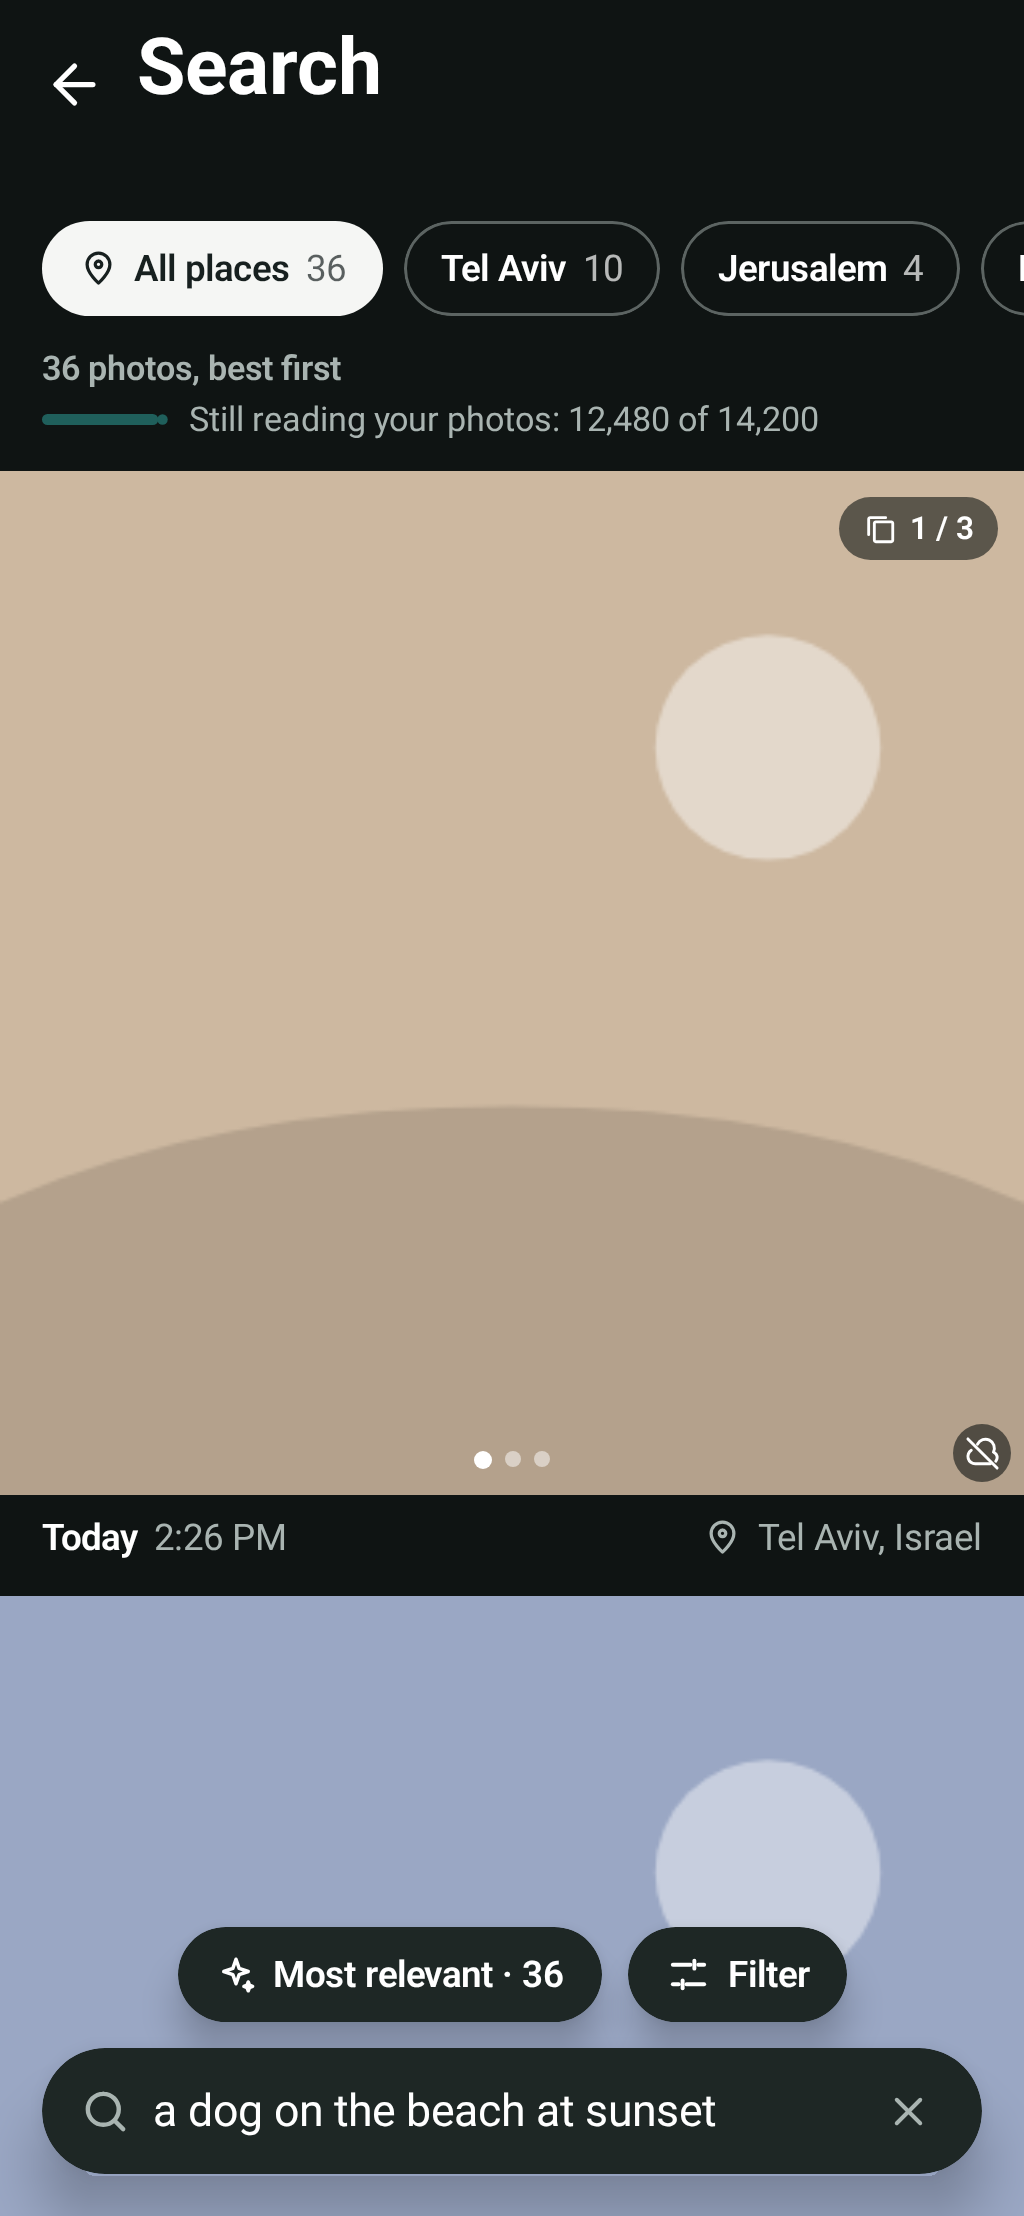 Search
All places 36
Tel Aviv 10
Jerusalem 4
36 photos, best first
Still reading your photos: 12,480 of 14,200
1 / 3
Today 2:26 PM
Tel Aviv, Israel
Most relevant · 36
Filter
a dog on the beach at sunset